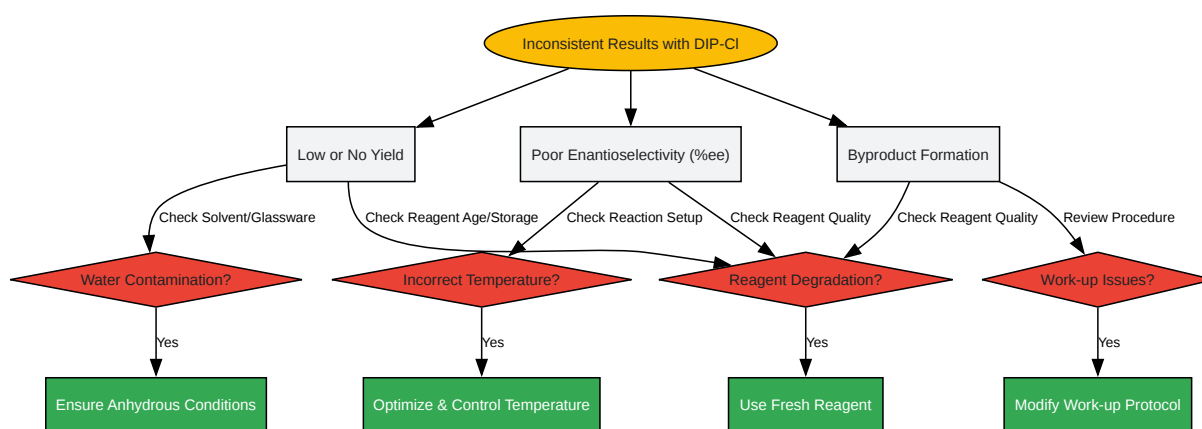 Inconsistent Results with DIP-Cl
Low or No Yield
Poor Enantioselectivity (%ee)
Byproduct Formation
Check Solvent/Glassware
Check Reagent Age/Storage
Check Reaction Setup
Check Reagent Quality
Check Reagent Quality
Review Procedure
Water Contamination?
Incorrect Temperature?
Reagent Degradation?
Work-up Issues?
Yes
Yes
Yes
Yes
Ensure Anhydrous Conditions
Optimize & Control Temperature
Use Fresh Reagent
Modify Work-up Protocol